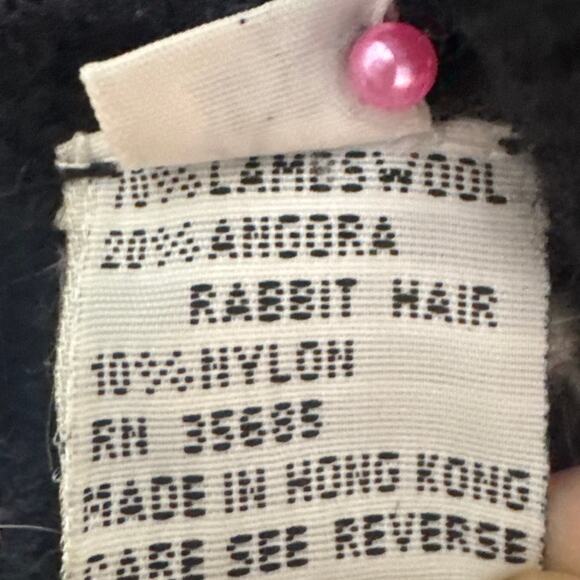 70% LAMBSWOOL
20% ANGORA
RABBIT HAIR
10% NYLON
RN 35685
MADE IN HONG KONG
CARE SEE REVERSE